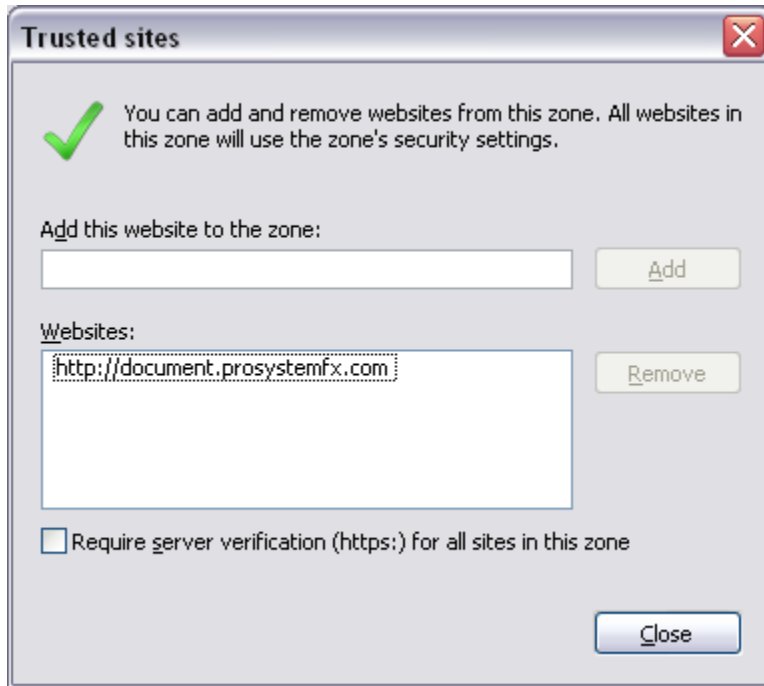 Trusted sites
You can add and remove websites from this zone. All websites in
this zone will use the zone's security settings.
Add this website to the zone:
Add
Websites:
http://document.prosystemfx.com
Remove
Require server verification (https:) for all sites in this zone
Close